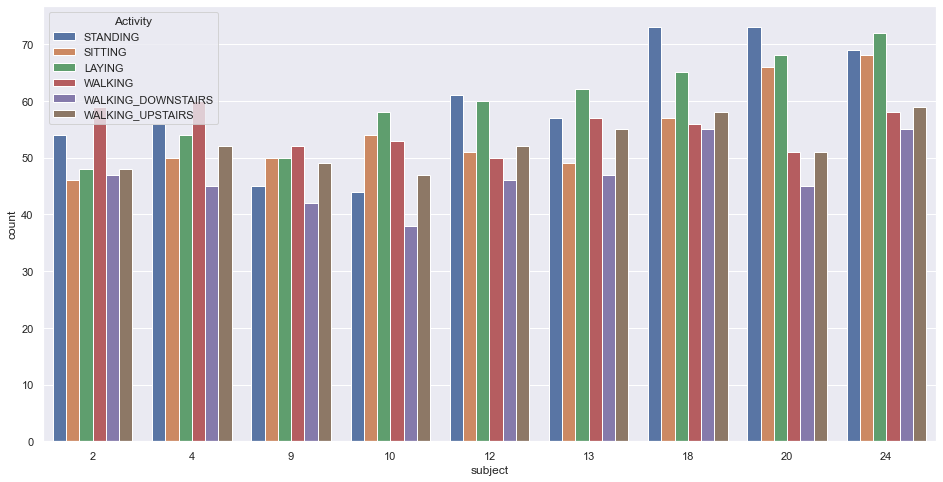 Activity
STANDING
SITTING
LAYING
WALKING
WALKING_DOWNSTAIRS
WALKING_UPSTAIRS
70
60
50
40
30
20
10
0
count
2 4 9 10 12 13 18 20 24
subject